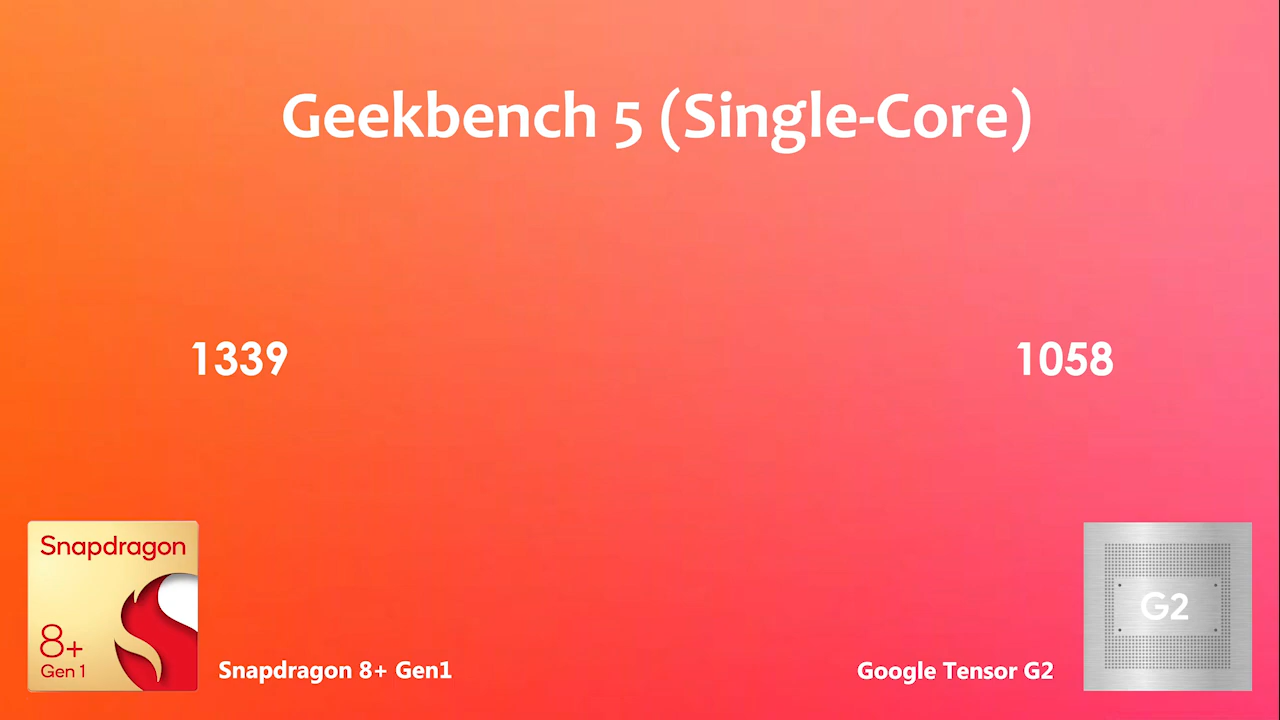 Geekbench 5 (Single-Core)
1339
1058
Snapdragon
8+
Gen 1
Snapdragon 8+ Gen1
Google Tensor G2
G2